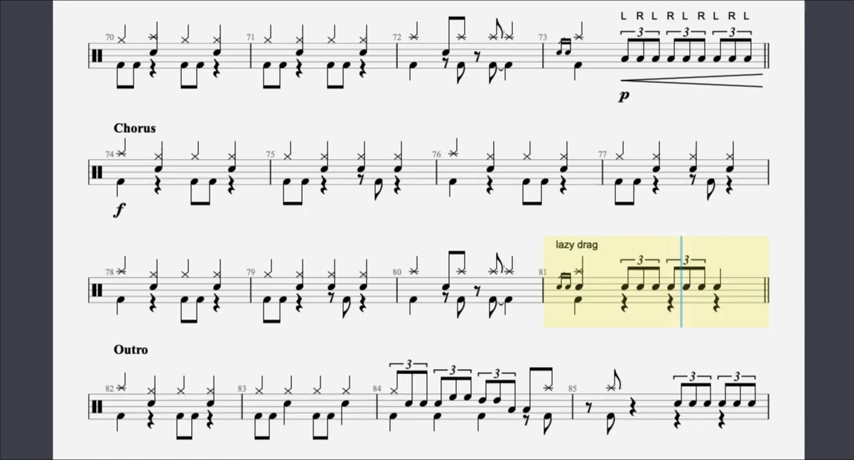 L R L R L R L R L
70 71 72 73 3 3 3
p
Chorus
74 75 76 77
f
lazy drag
78 79 80 81 3 3
Outro
82 83 84 3 3 3 85 3 3